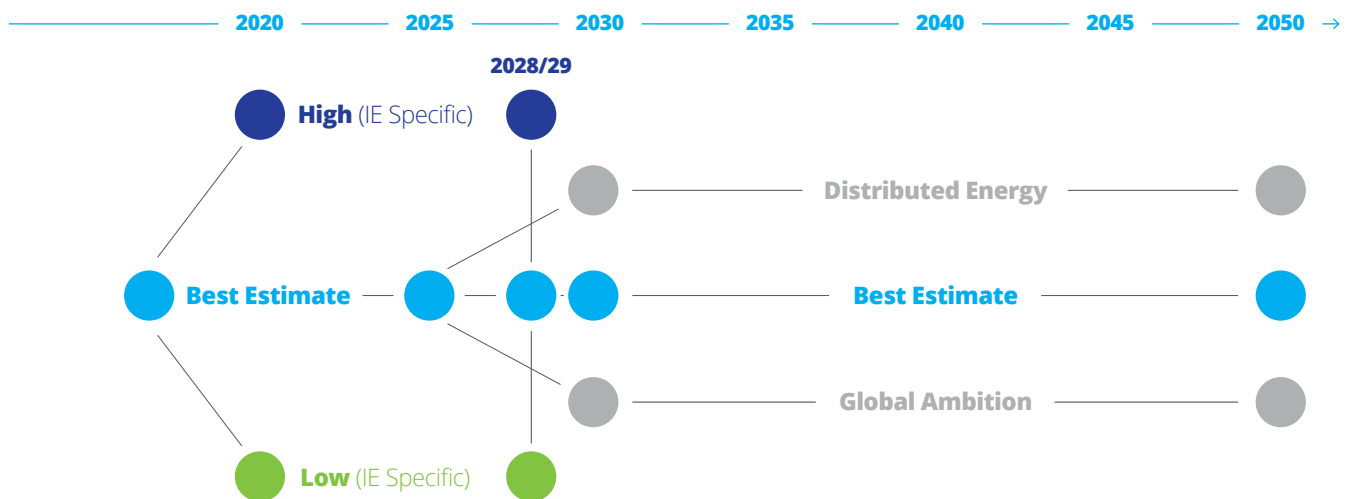 2020 2025 2030 2035 2040 2045 2050
2028/29
High (IE Specific)
Distributed Energy
Best Estimate Best Estimate
Global Ambition
Low (IE Specific)